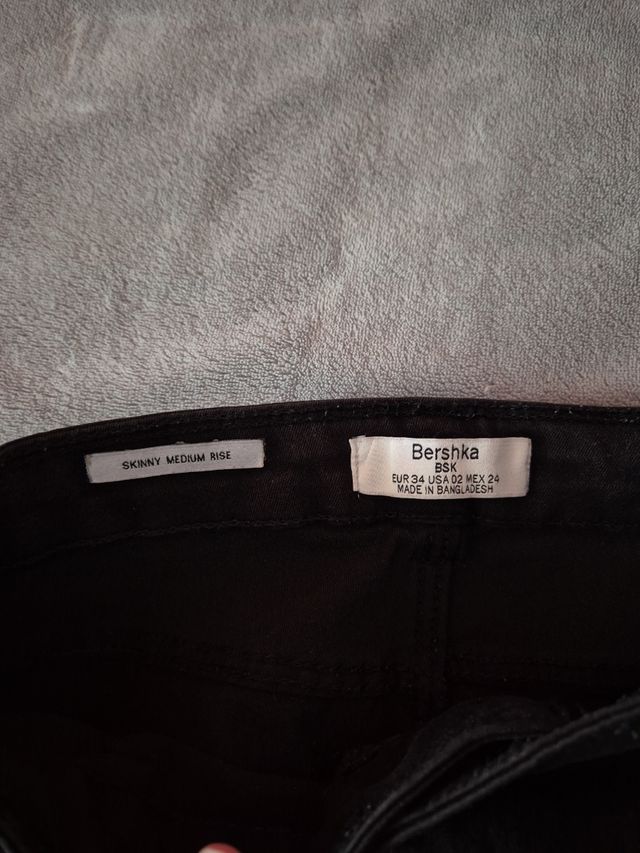 SKINNY MEDIUM RISE
Bershka
BSK
EUR 34 USA 02 MEX 24
MADE IN BANGLADESH